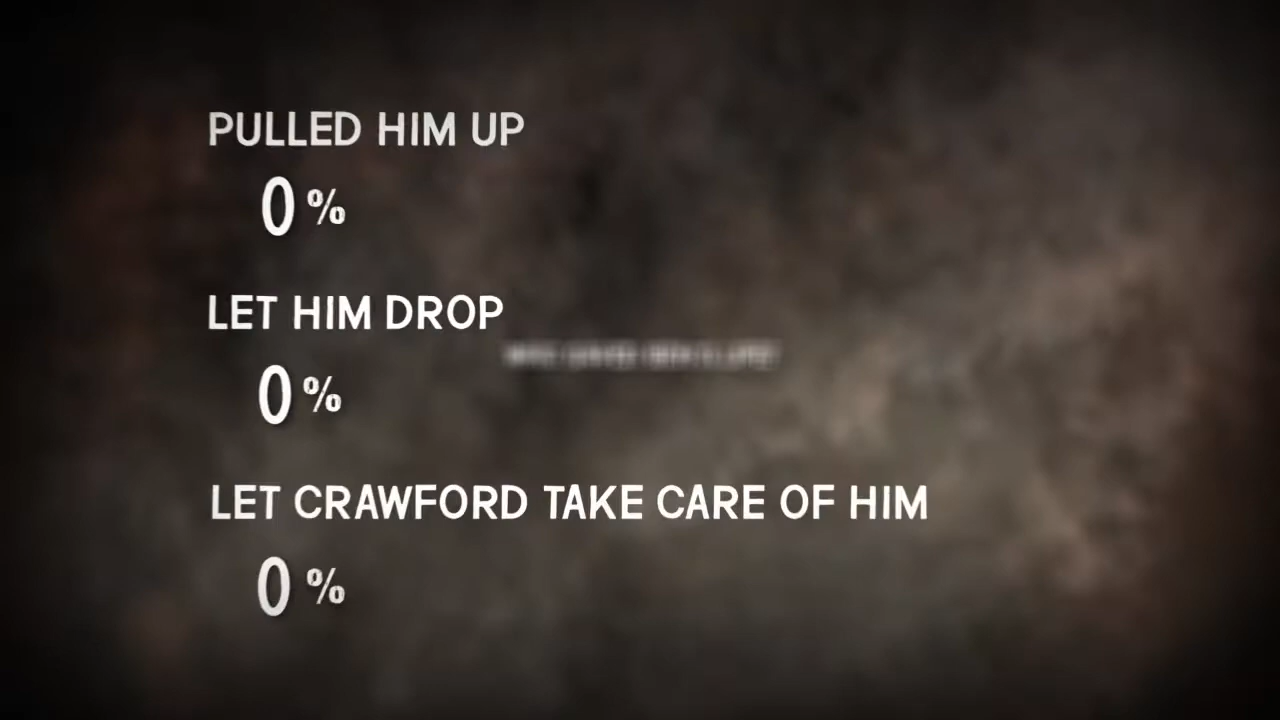 PULLED HIM UP
0 %
LET HIM DROP
0 %
LET CRAWFORD TAKE CARE OF HIM
0 %